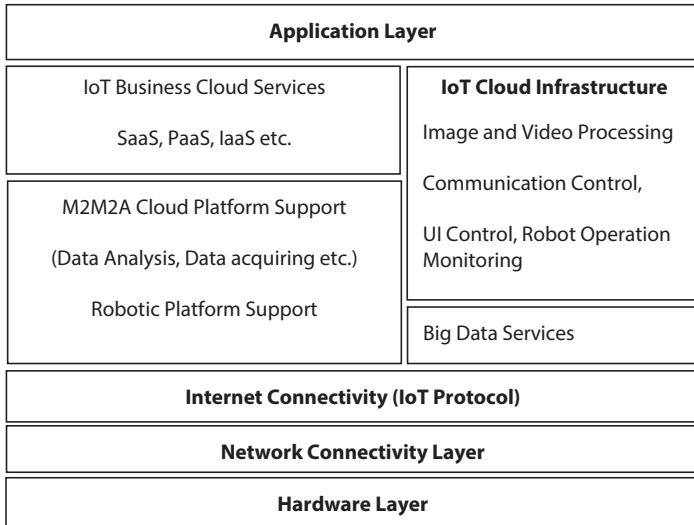 Application Layer
IoT Business Cloud Services
SaaS, PaaS, IaaS etc.
M2M2A Cloud Platform Support
(Data Analysis, Data acquiring etc.)
Robotic Platform Support
IoT Cloud Infrastructure
Image and Video Processing
Communication Control,
UI Control, Robot Operation
Monitoring
Big Data Services
Internet Connectivity (IoT Protocol)
Network Connectivity Layer
Hardware Layer